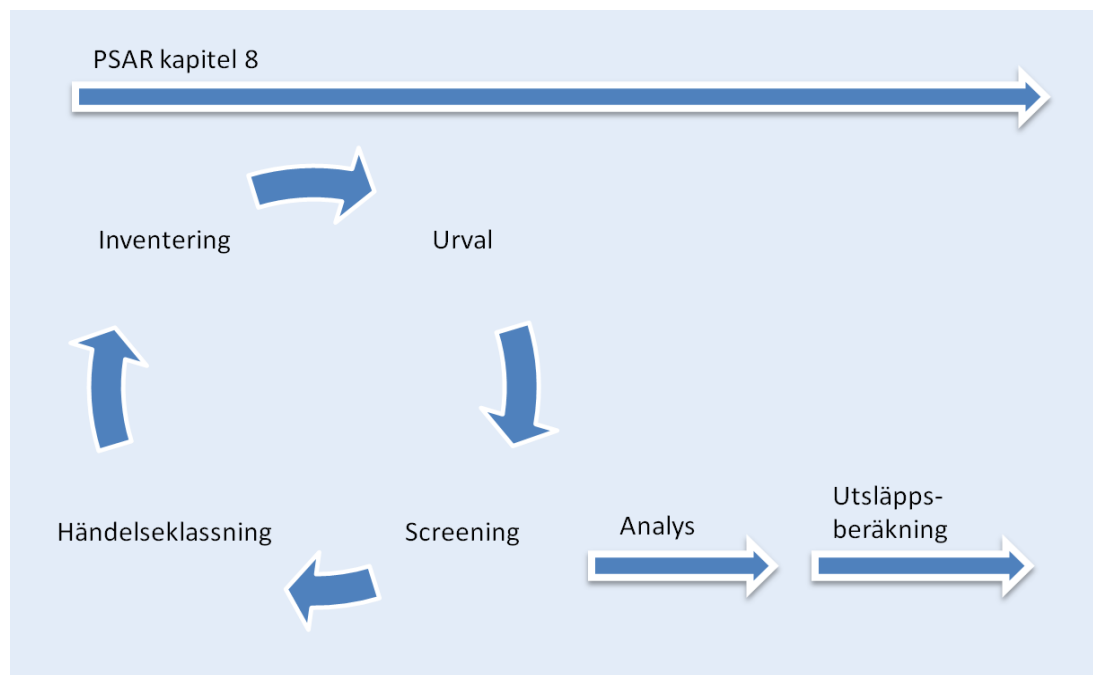 PSAR kapitel 8
Inventering
Urval
Händelseklassning
Screening
Analys
Utsläpps-
beräkning